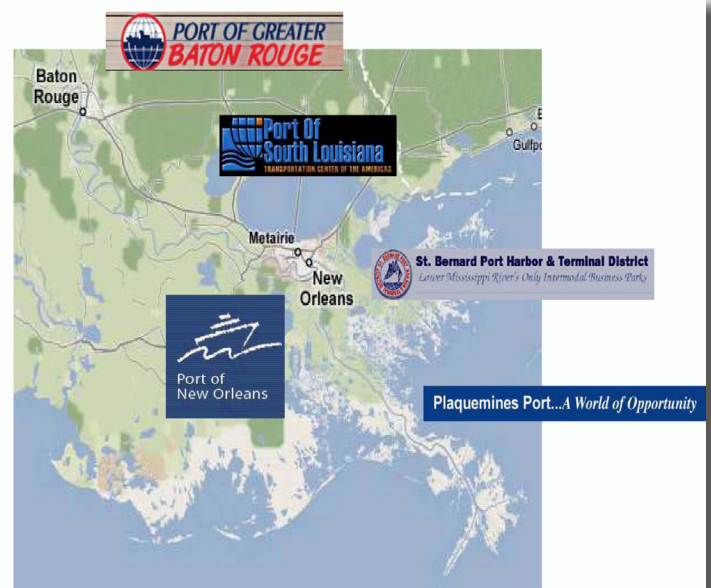 PORT OF GREATER
BATON ROUGE
Baton
Rouge
Port Of
South Louisiana
TRANSPORTATION CENTER OF THE AMERICAS
Metairie
New
Orleans
St. Bernard Port Harbor & Terminal District
Lower Mississippi River's Only Intermodal Business Parks
Port of
New Orleans
Plaquemines Port...A World of Opportunity